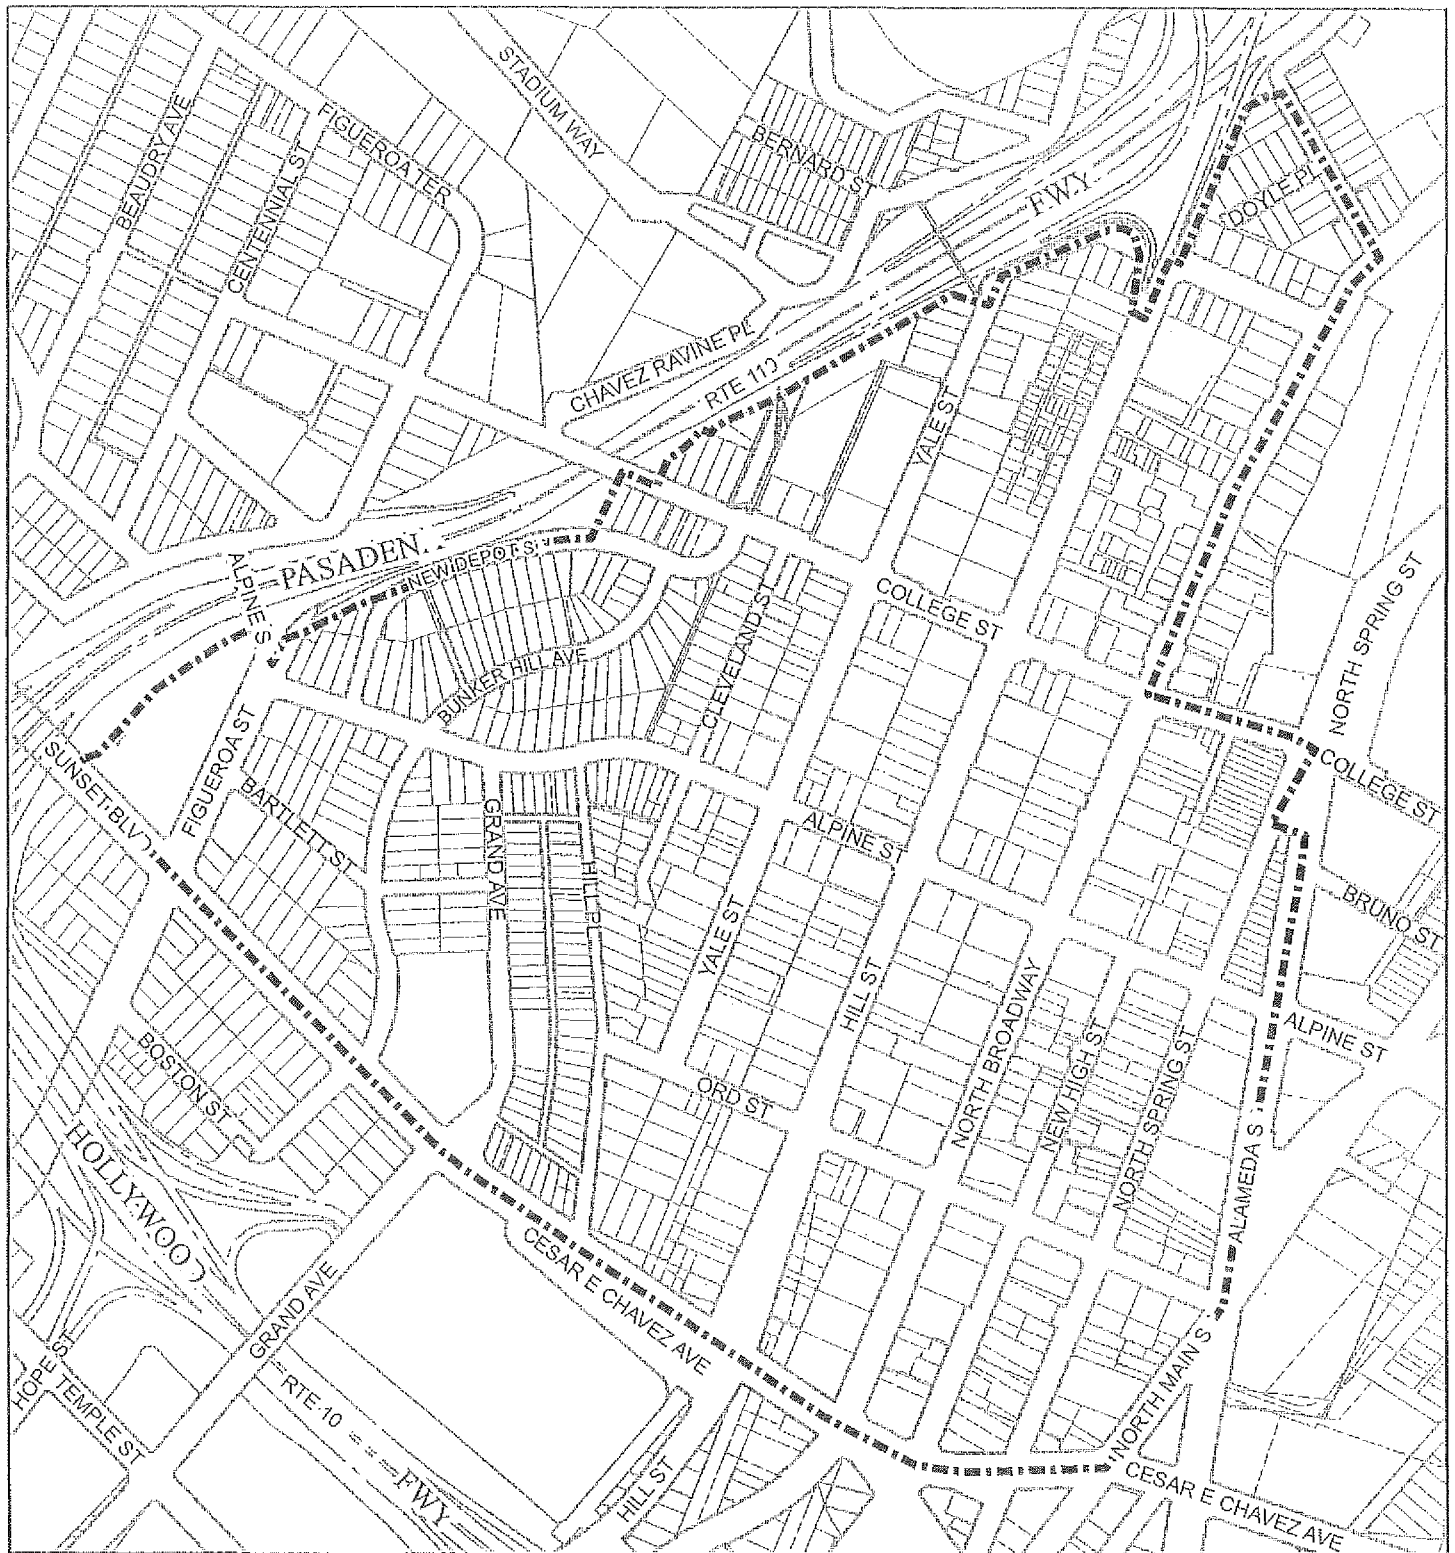 STADIUM WAY
BEAUDRY AVE
FIGUEROA TER
BERNARD ST
CENTENNIAL ST
FWY
DOYLE PL
CHAVEZ RAVINE PL
RTE 110
YALE ST
PASADEN
NEW DEPOT S
ALPINE S
COLLEGE ST
NORTH SPRING ST
CLEVELAND ST
BUNKER HILL AVE
FIGUEROA ST
SUNSET BLV
COLLEGE ST
BARTLETT ST
GRAND AVE
ALPINE ST
HILL PL
BRUNO ST
YALE ST
HILL ST
NORTH BROADWAY
NEW HIGH ST
NORTH SPRING ST
ALPINE ST
BOSTON ST
ORD ST
ALAMEDA S
HOLLYWOO
CESAR E CHAVEZ AVE
GRAND AVE
NORTH MAIN S
HOPE ST
TEMPLE ST
RTE 10
FWY
HILL ST
CESAR E CHAVEZ AVE